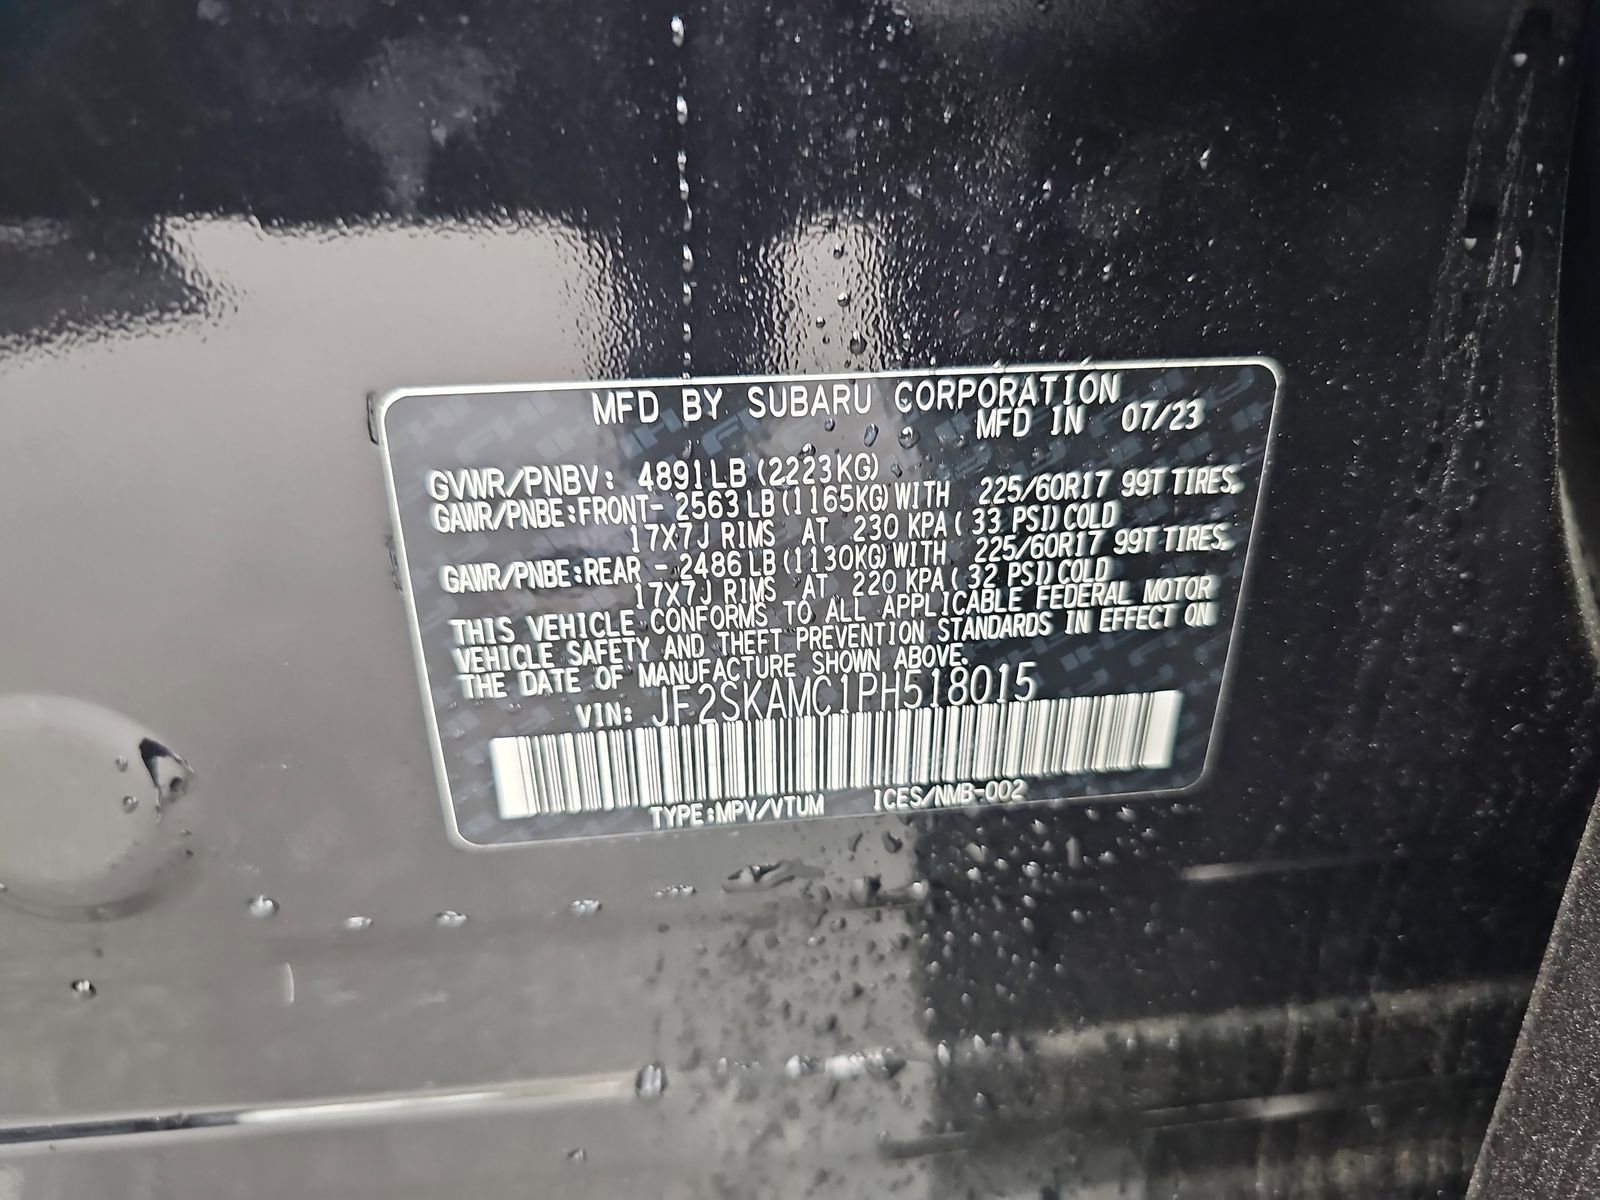 MFD BY SUBARU CORPORATION
MFD IN 07/23
GVWR/PNBV: 4891LB (2223KG)
GAWR/PNBE:FRONT- 2563 LB (1165KG) WITH 225/60R17 99T TIRES,
17X7J RIMS AT 230 KPA ( 33 PSI) COLD
GAWR/PNBE:REAR - 2486 LB (1130KG) WITH 225/60R17 99T TIRES,
17X7J RIMS AT 220 KPA ( 32 PSI) COLD
THIS VEHICLE CONFORMS TO ALL APPLICABLE FEDERAL MOTOR
VEHICLE SAFETY AND THEFT PREVENTION STANDARDS IN EFFECT ON
THE DATE OF MANUFACTURE SHOWN ABOVE.
VIN: JF2SKAMC1PH518015
TYPE:MPV/VTUM ICES/NMB-002